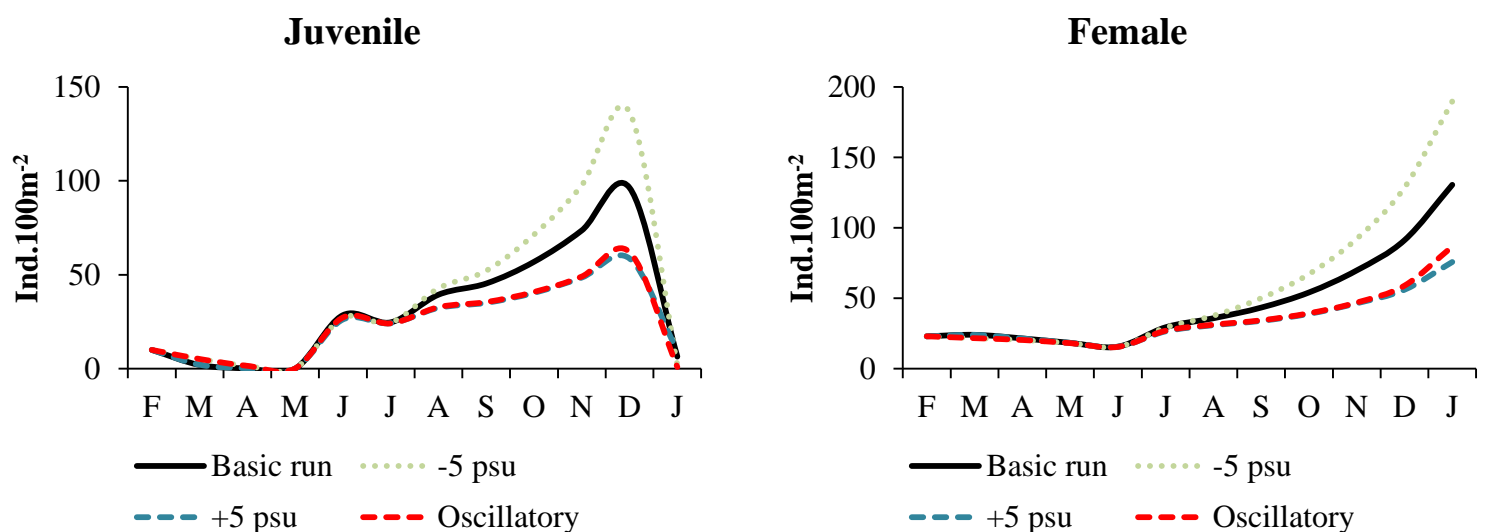 Juvenile
Ind.100m⁻²
150
100
50
0
F M A M J J A S O N D J
Basic run -5 psu
+5 psu Oscillatory
Female
Ind.100m⁻²
200
150
100
50
0
F M A M J J A S O N D J
Basic run -5 psu
+5 psu Oscillatory